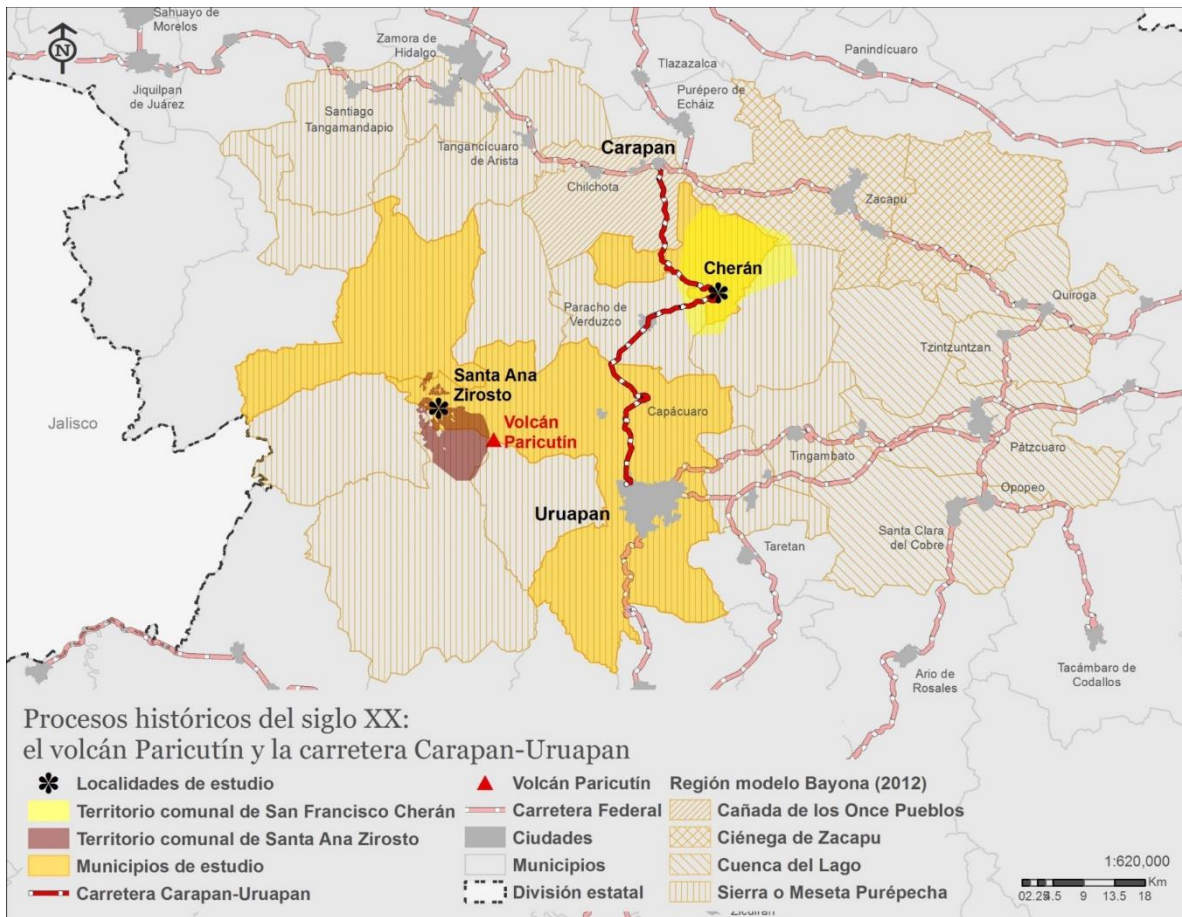 Sahuayo de
Morelos
N
Zamora de
Hidalgo
Panindícuaro
Tlazazalca
Jiquilpan
de Juárez
Purépero
de Echáiz
Santiago
Tangamandapio
Tangancícuaro
de Arista
Carapan
Chilchota
Zacapu
Cherán
Quiroga
Paracho de
Verduzco
Tzintzuntzan
Santa Ana
Zirosto
Jalisco
Volcán
Paricutín
Capácuaro
Pátzcuaro
Tingambato
Opopeo
Uruapan
Santa Clara
del Cobre
Taretan
Ario de
Rosales
Tacámbaro de
Codallos
Procesos históricos del siglo XX:
el volcán Paricutín y la carretera Carapan-Uruapan
Localidades de estudio
Territorio comunal de San Francisco Cherán
Territorio comunal de Santa Ana Zirosto
Municipios de estudio
Carretera Carapan-Uruapan
Volcán Paricutín
Carretera Federal
Ciudades
Municipios
División estatal
Región modelo Bayona (2012)
Cañada de los Once Pueblos
Ciénega de Zacapu
Cuenca del Lago
Sierra o Meseta Purépecha
1:620,000
Km
02.254.5 9 13.5 18